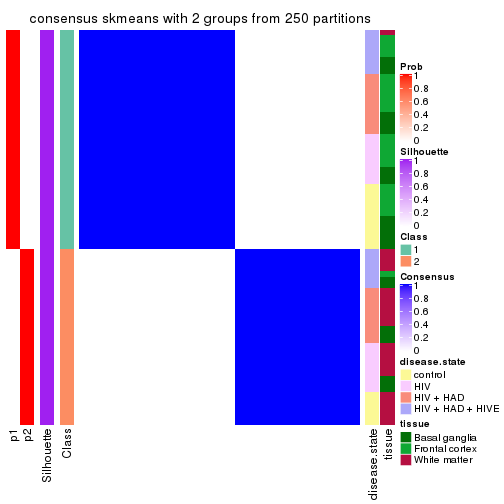 consensus skmeans with 2 groups from 250 partitions
Prob
1
0.8
0.6
0.4
0.2
0
Silhouette
1
0.8
0.6
0.4
0.2
0
Class
1
2
Consensus
1
0.8
0.6
0.4
0.2
0
disease.state
control
HIV
HIV + HAD
HIV + HAD + HIVE
tissue
Basal ganglia
Frontal cortex
White matter
p1
p2
Silhouette
Class
disease.state
tissue